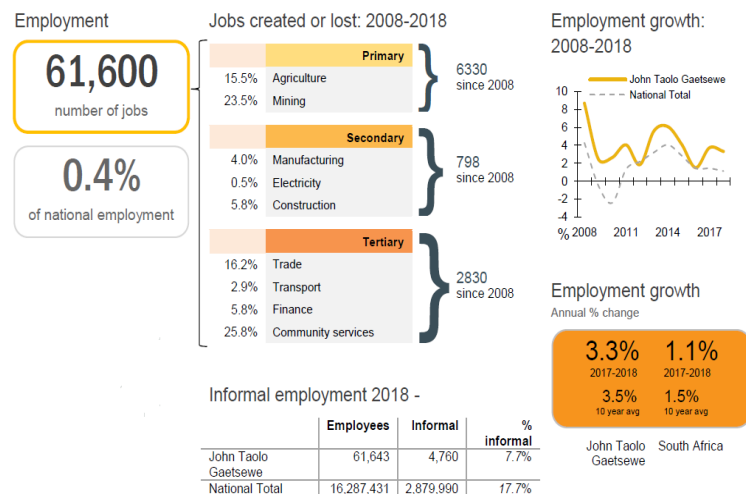 Employment
61,600
number of jobs
0.4%
of national employment
Jobs created or lost: 2008-2018
Primary
15.5% Agriculture
23.5% Mining
6330
since 2008
Secondary
4.0% Manufacturing
0.5% Electricity
5.8% Construction
798
since 2008
Tertiary
16.2% Trade
2.9% Transport
5.8% Finance
25.8% Community services
2830
since 2008
Employment growth:
2008-2018
John Taolo Gaetsewe
National Total
10
8
6
4
2
0
-2
-4
% 2008 2011 2014 2017
Employment growth
Annual % change
3.3% 1.1%
2017-2018 2017-2018
3.5% 1.5%
10 year avg 10 year avg
John Taolo South Africa
Gaetsewe
Informal employment 2018 -
Employees Informal %
informal
John Taolo 61,643 4,760 7.7%
Gaetsewe
National Total 16,287,431 2,879,990 17.7%